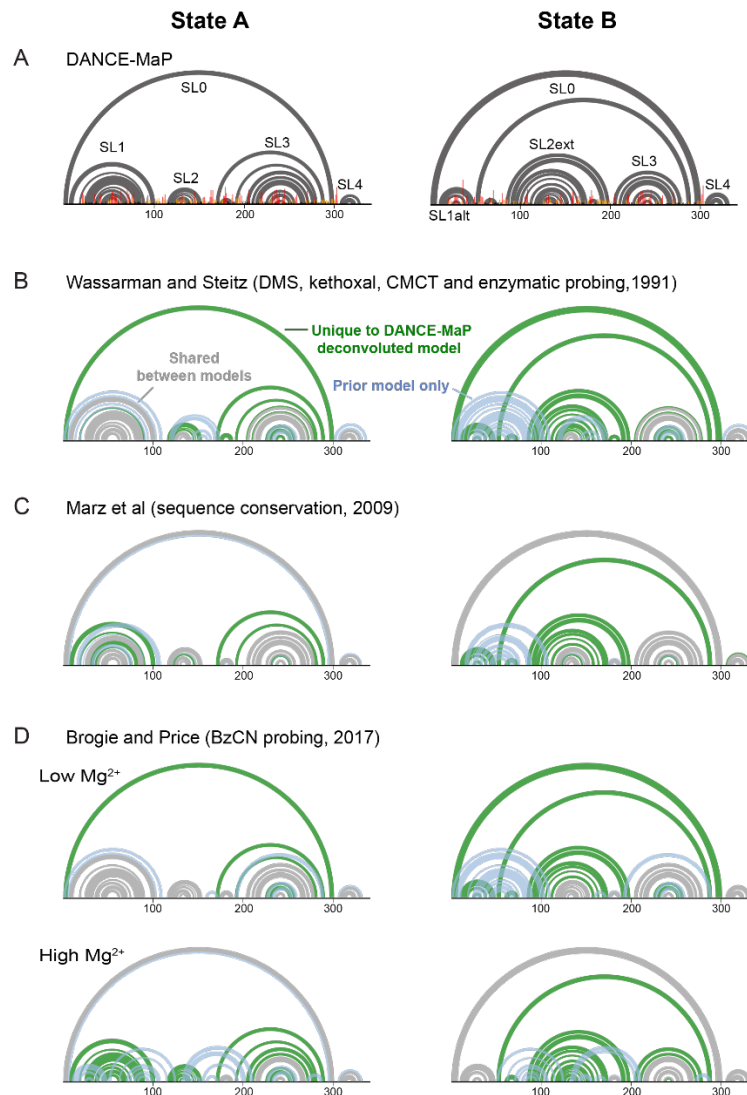 State A State B
A DANCE-MaP
SL0 SL0
SL1 SL2 SL3 SL4
SL1alt SL2ext SL3 SL4
100 200 300 100 200 300
B Wassarman and Steitz (DMS, kethoxal, CMCT and enzymatic probing,1991)
Unique to DANCE-MaP
deconvoluted model
Shared
between models
Prior model only
100 200 300 100 200 300
C Marz et al (sequence conservation, 2009)
100 200 300 100 200 300
D Brogie and Price (BzCN probing, 2017)
Low Mg²⁺
100 200 300 100 200 300
High Mg²⁺
100 200 300 100 200 300